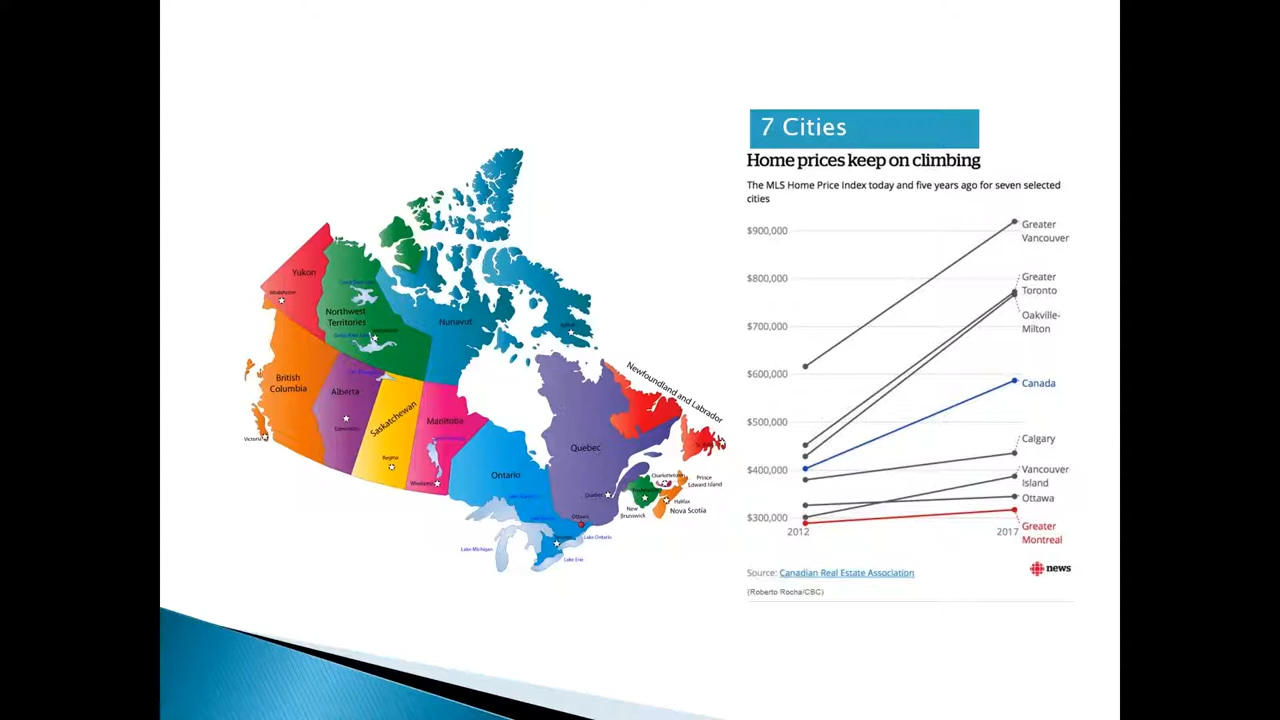 7 Cities
Home prices keep on climbing
The MLS Home Price Index today and five years ago for seven selected
cities
$900,000
$800,000
$700,000
$600,000
$500,000
$400,000
$300,000
2012
2017
Greater
Vancouver
Greater
Toronto
Oakville-
Milton
Canada
Calgary
Vancouver
Island
Ottawa
Greater
Montreal
Source: Canadian Real Estate Association
news
(Roberto Rocha/CBC)
Yukon
Northwest
Territories
Nunavut
British
Columbia
Alberta
Saskatchewan
Manitoba
Ontario
Quebec
Newfoundland and Labrador
Prince
Edward Island
New
Brunswick
Nova Scotia
Halifax
Charlottetown
Quebec
Ottawa
Victoria
Edmonton
Regina
Winnipeg
Lake Michigan
Lake Ontario
Lake Erie